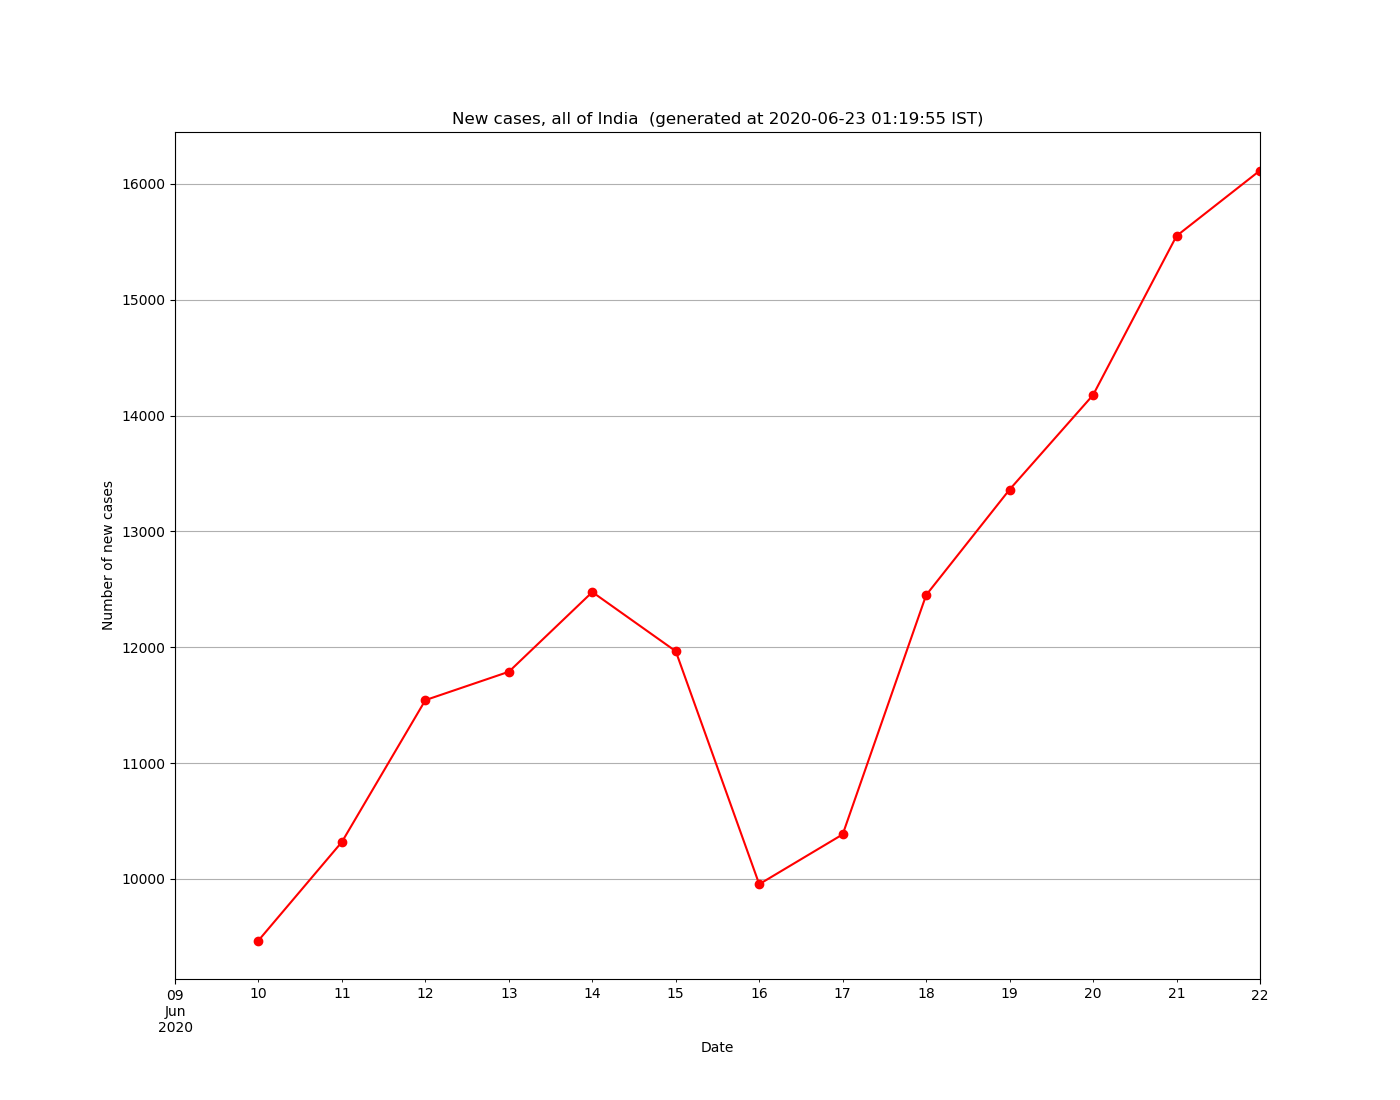 New cases, all of India  (generated at 2020-06-23 01:19:55 IST)
16000
15000
14000
13000
12000
11000
10000
Number of new cases
09 10 11 12 13 14 15 16 17 18 19 20 21 22
Jun
2020
Date